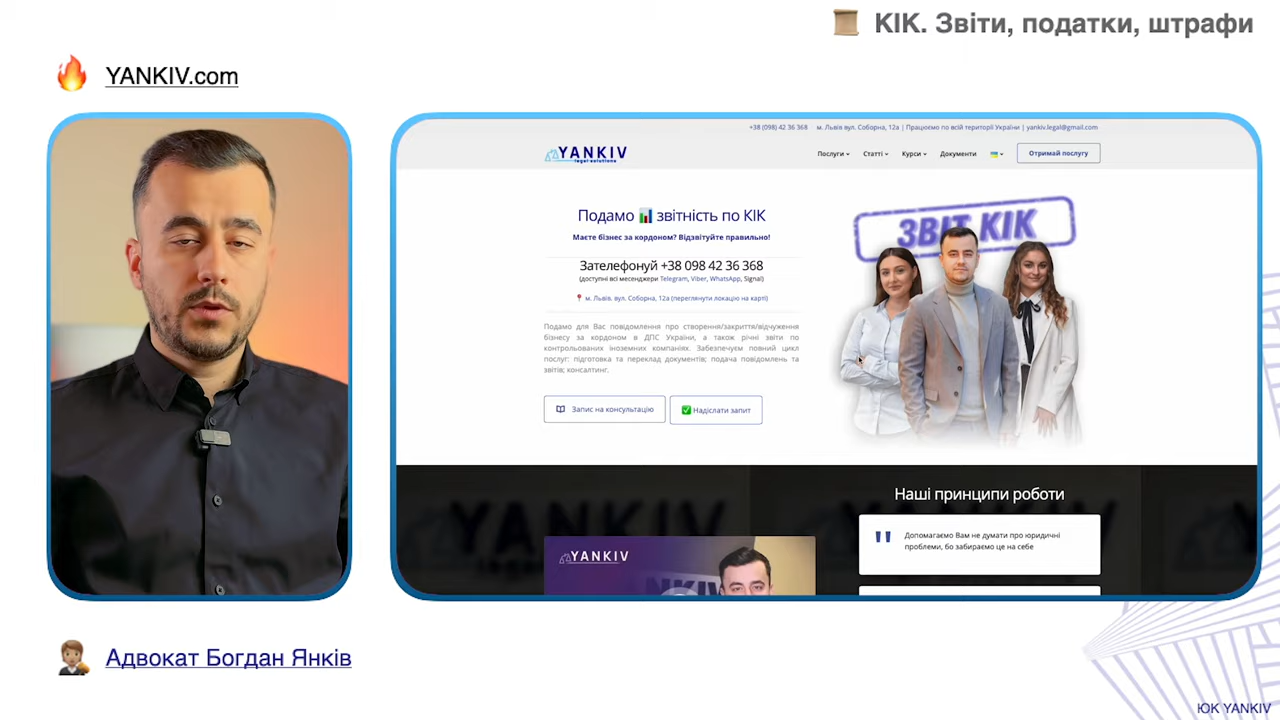 КІК. Звіти, податки, штрафи
YANKIV.com
+38 (098) 42 36 368 м. Львів вул. Соборна, 12а | Працюємо по всій території України | yankiv.legal@gmail.com
YANKIV
legal solutions
Послуги Статті Курси Документи Отримай послугу
Подамо звітність по КІК
Маєте бізнес за кордоном? Відзвітуйте правильно!
Зателефонуй +38 098 42 36 368
(доступні всі месенджери Telegram, Viber, WhatsApp, Signal)
м. Львів. вул. Соборна, 12а (переглянути локацію на карті)
Подамо для Вас повідомлення про створення/закриття/відчуження
бізнесу за кордоном в ДПС України, а також річні звіти по
контрольованих іноземних компаніях. Забезпечуєм повний цикл
послуг: підготовка та переклад документів; подача повідомлень та
звітів; консалтинг.
Запис на консультацію
Надіслати запит
ЗВІТ КІК
YANKIV
Наші принципи роботи
Допомагаємо Вам не думати про юридичні
проблеми, бо забираємо це на себе
YANKIV
Адвокат Богдан Янків
ЮК YANKIV